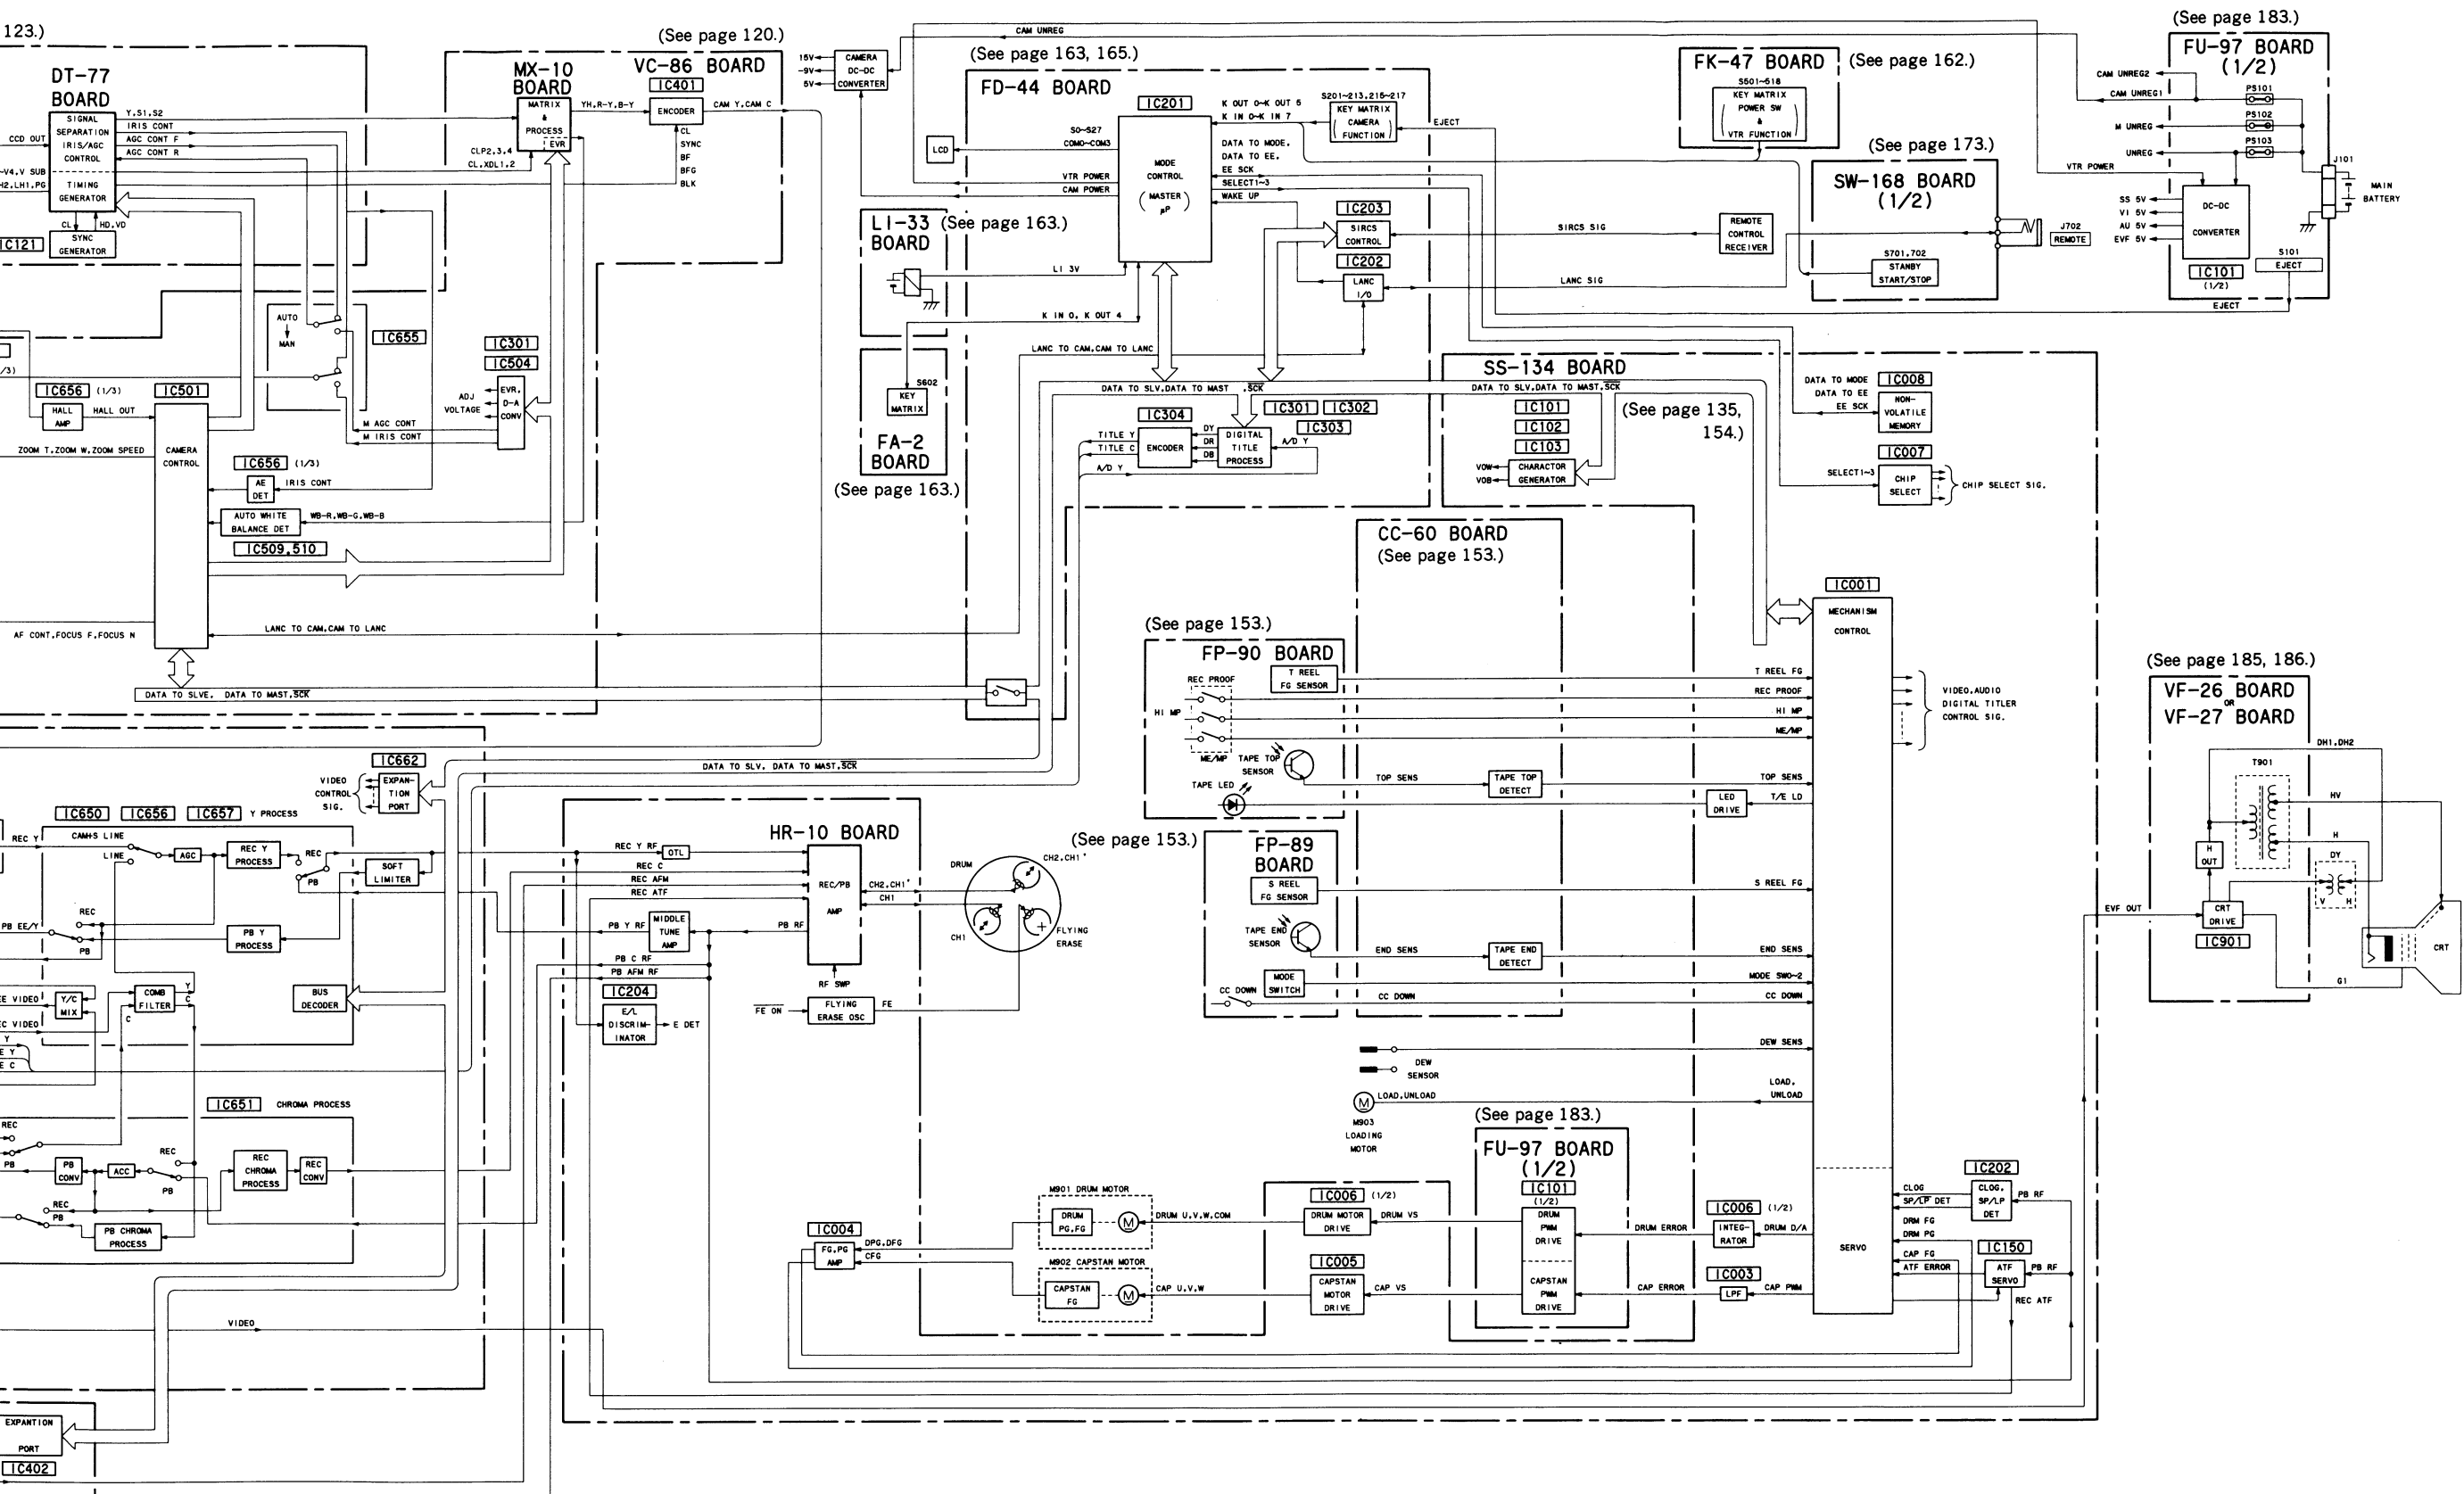 123.)
DT-77
BOARD
SIGNAL
SEPARATION
IRIS/AGC
CONTROL
TIMING
GENERATOR
CCD OUT
~V4,V SUB
H2,LH1,PG
Y,S1,S2
IRIS CONT
AGC CONT F
AGC CONT R
CL
HD,VD
SYNC
GENERATOR
IC121
(See page 120.)
MX-10
BOARD
VC-86 BOARD
MATRIX
&
PROCESS
EVR
YH,R-Y,B-Y
IC401
ENCODER
CAM Y,CAM C
CL
SYNC
BF
BFG
BLK
CLP2,3,4
CL,XDL1,2
AUTO
MAN
IC655
IC301
IC504
EVR,
D-A
CONV
ADJ
VOLTAGE
M AGC CONT
M IRIS CONT
/3)
IC656 (1/3)
HALL
AMP
HALL OUT
IC501
CAMERA
CONTROL
ZOOM T,ZOOM W,ZOOM SPEED
IC656 (1/3)
AE
DET
IRIS CONT
AUTO WHITE
BALANCE DET
WB-R,WB-G,WB-B
IC509,510
AF CONT,FOCUS F,FOCUS N
LANC TO CAM,CAM TO LANC
DATA TO SLVE, DATA TO MAST,SCK
15V
-9V
5V
CAMERA
DC-DC
CONVERTER
CAM UNREG
(See page 163, 165.)
FD-44 BOARD
IC201
MODE
CONTROL
(MASTER)
μP
LCD
S0~S27
COM0~COM3
VTR POWER
CAM POWER
K OUT 0~K OUT 5
K IN 0~K IN 7
DATA TO MODE,
DATA TO EE,
EE SCK
SELECT1~3
WAKE UP
S201~213,215~217
KEY MATRIX
(CAMERA
FUNCTION)
EJECT
LI-33
BOARD
(See page 163.)
LI 3V
K IN 0, K OUT 4
S602
KEY
MATRIX
FA-2
BOARD
(See page 163.)
IC203
SIRCS
CONTROL
IC202
LANC
I/O
LANC TO CAM,CAM TO LANC
DATA TO SLV,DATA TO MAST ,SCK
IC304
ENCODER
TITLE Y
TITLE C
A/D Y
DY
DR
DB
IC301
IC302
IC303
DIGITAL
TITLE
PROCESS
A/D Y
FK-47 BOARD
(See page 162.)
S501~518
KEY MATRIX
(POWER SW
&
VTR FUNCTION)
(See page 173.)
SW-168 BOARD
(1/2)
S701,702
STANBY
START/STOP
J702
REMOTE
REMOTE
CONTROL
RECEIVER
SIRCS SIG
LANC SIG
VTR POWER
(See page 183.)
FU-97 BOARD
(1/2)
CAM UNREG2
CAM UNREG1
M UNREG
UNREG
PS101
PS102
PS103
SS 5V
VI 5V
AU 5V
EVF 5V
DC-DC
CONVERTER
IC101
(1/2)
S101
EJECT
EJECT
J101
MAIN
BATTERY
SS-134 BOARD
DATA TO SLV,DATA TO MAST,SCK
IC101
IC102
IC103
CHARACTOR
GENERATOR
VOW
VOB
(See page 135,
154.)
DATA TO MODE
DATA TO EE
EE SCK
IC008
NON-
VOLATILE
MEMORY
IC007
SELECT1~3
CHIP
SELECT
CHIP SELECT SIG.
CC-60 BOARD
(See page 153.)
(See page 153.)
FP-90 BOARD
T REEL
FG SENSOR
REC PROOF
HI MP
ME/MP
TAPE TOP
SENSOR
TAPE LED
TOP SENS
TAPE TOP
DETECT
LED
DRIVE
T REEL FG
REC PROOF
HI MP
ME/MP
TOP SENS
T/E LD
(See page 153.)
FP-89
BOARD
S REEL
FG SENSOR
TAPE END
SENSOR
MODE
SWITCH
CC DOWN
END SENS
TAPE END
DETECT
CC DOWN
S REEL FG
END SENS
MODE SW0~2
CC DOWN
DEW SENS
DEW
SENSOR
LOAD,
UNLOAD
LOAD,UNLOAD
M903
LOADING
MOTOR
IC001
MECHANISM
CONTROL
SERVO
VIDEO,AUDIO
DIGITAL TITLER
CONTROL SIG.
(See page 185, 186.)
VF-26 BOARD
OR
VF-27 BOARD
T901
DH1,DH2
HV
H
H
OUT
DY
V H
CRT
DRIVE
IC901
EVF OUT
G1
CRT
IC662
EXPAN-
TION
PORT
VIDEO
CONTROL
SIG.
DATA TO SLV, DATA TO MAST,SCK
IC650
IC656
IC657
Y PROCESS
REC Y
CAM+S LINE
LINE
AGC
REC Y
PROCESS
REC
PB
SOFT
LIMITER
PB EE/Y
REC
PB
PB Y
PROCESS
EE VIDEO
Y/C
MIX
EC VIDEO
Y
E Y
E C
COMB
FILTER
Y
C
C
BUS
DECODER
IC651
CHROMA PROCESS
REC
PB
PB
CONV
ACC
REC
PB
REC
CHROMA
PROCESS
REC
CONV
REC
PB
PB CHROMA
PROCESS
VIDEO
EXPANTION
PORT
IC402
HR-10 BOARD
REC Y RF
OTL
REC C
REC AFM
REC ATF
REC/PB
AMP
CH2,CH1'
CH1
DRUM
CH2,CH1'
CH1
FLYING
ERASE
PB Y RF
MIDDLE
TUNE
AMP
PB RF
PB C RF
PB AFM RF
RF SWP
FE ON
FLYING
ERASE OSC
FE
IC204
E/L
DISCRIM-
INATOR
E DET
M901 DRUM MOTOR
DRUM
PG,FG
M
DRUM U,V,W,COM
IC006 (1/2)
DRUM MOTOR
DRIVE
DRUM VS
IC004
FG,PG
AMP
DPG,DFG
CFG
M902 CAPSTAN MOTOR
CAPSTAN
FG
M
CAP U,V,W
IC005
CAPSTAN
MOTOR
DRIVE
CAP VS
(See page 183.)
FU-97 BOARD
(1/2)
IC101
(1/2)
DRUM
PWM
DRIVE
CAPSTAN
PWM
DRIVE
DRUM ERROR
CAP ERROR
IC006 (1/2)
INTEG-
RATOR
DRUM D/A
IC003
LPF
CAP PWM
IC202
CLOG,
SP/LP
DET
CLOG
SP/LP DET
PB RF
DRM FG
DRM PG
CAP FG
ATF ERROR
IC150
ATF
SERVO
PB RF
REC ATF